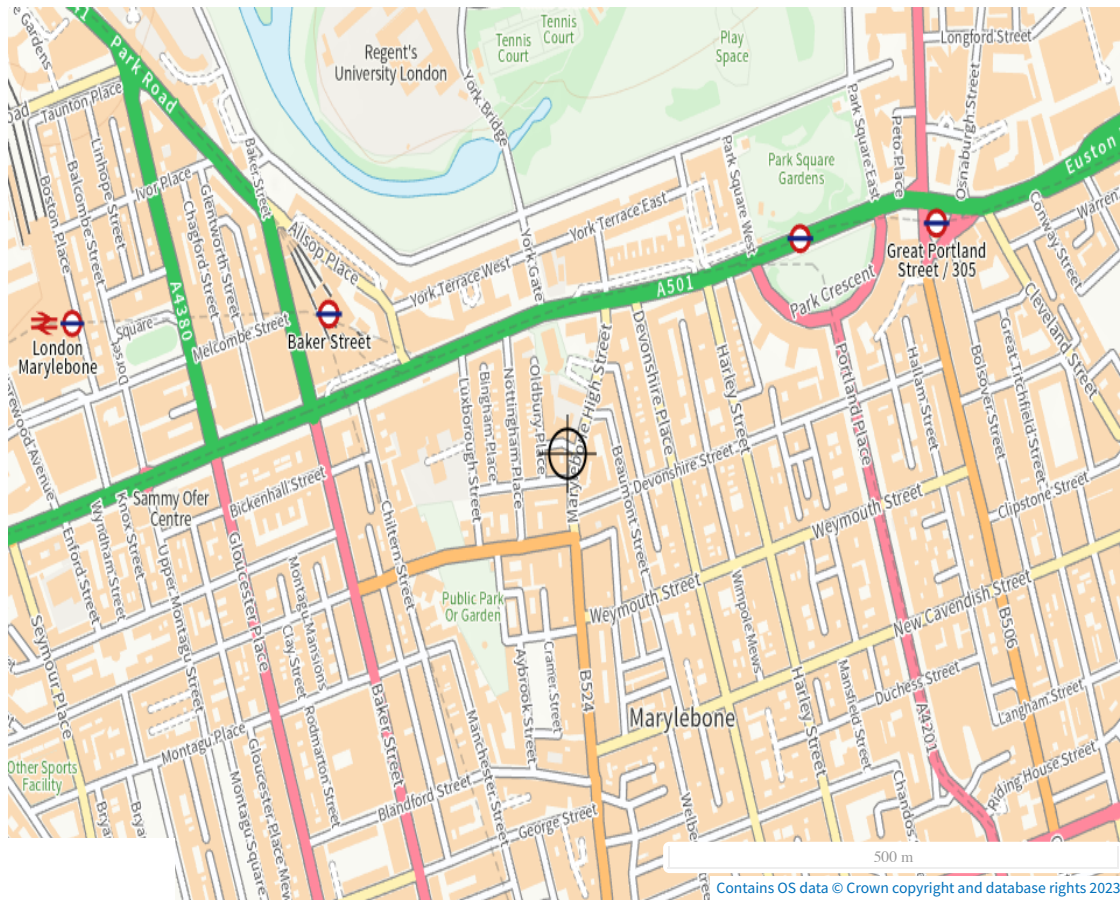 Park Road
Taunton Place
Regent's
University London
Tennis
Court
Tennis
Court
Play
Space
Longford Street
York Bridge
Park Square East
Peto Place
Osnaburgh Street
Euston
Linhope Street
Balcombe Street
Boston Place
Ivor Place
Baker Street
Glenworth Street
Chagford Street
Park Square
Gardens
Park Square West
York Terrace East
Allsop Place
York Gate
York Terrace West
A501
Great Portland
Street / 305
Conway Street
Warren
Park Crescent
A4380
London
Marylebone
Square
Dorset
Melcombe Street
Baker Street
Cleveland Street
Devonshire Place
Harley Street
Portland Place
Hallam Street
Bolsover Street
Great Titchfield Street
Luxborough Street
Bingham Place
Nottingham Place
Oldbury Place
Marylebone High Street
Beaumont Street
Devonshire Street
Weymouth Street
Clipstone Street
Sammy Ofer
Centre
Bickenhall Street
Enford Street
Wyndham Street
Knox Street
Upper Montagu Street
Gloucester Place
Chiltern Street
Montagu Mansions
Clay Street
Public Park
Or Garden
Weymouth Street
Wimpole Mews
New Cavendish Street
B506
Seymour Place
Aybrook Street
Cramer Street
B524
Marylebone
Harley Street
Mansfield Street
Duchess Street
A4201
Langham Street
Montagu Place
Rodmarton Street
Baker Street
Manchester Street
Other Sports
Facility
Montagu Square
Gloucester Place Mew
Blandford Street
George Street
Welbe
Chandos
Riding House Street
500 m
Contains OS data © Crown copyright and database rights 2023